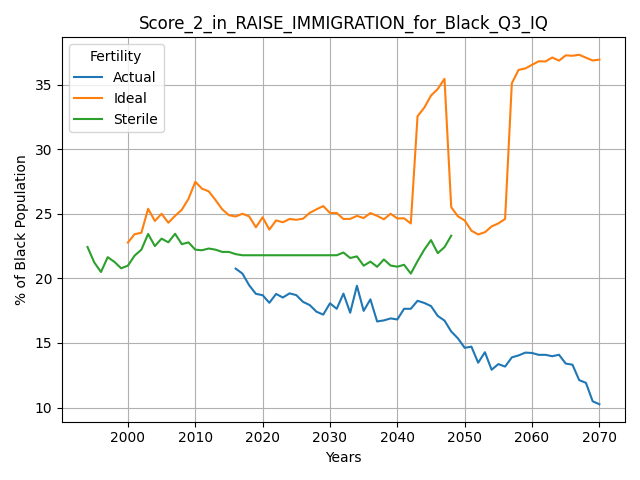 Score_2_in_RAISE_IMMIGRATION_for_Black_Q3_IQ
Fertility
Actual
Ideal
Sterile
% of Black Population
35
30
25
20
15
10
2000 2010 2020 2030 2040 2050 2060 2070
Years